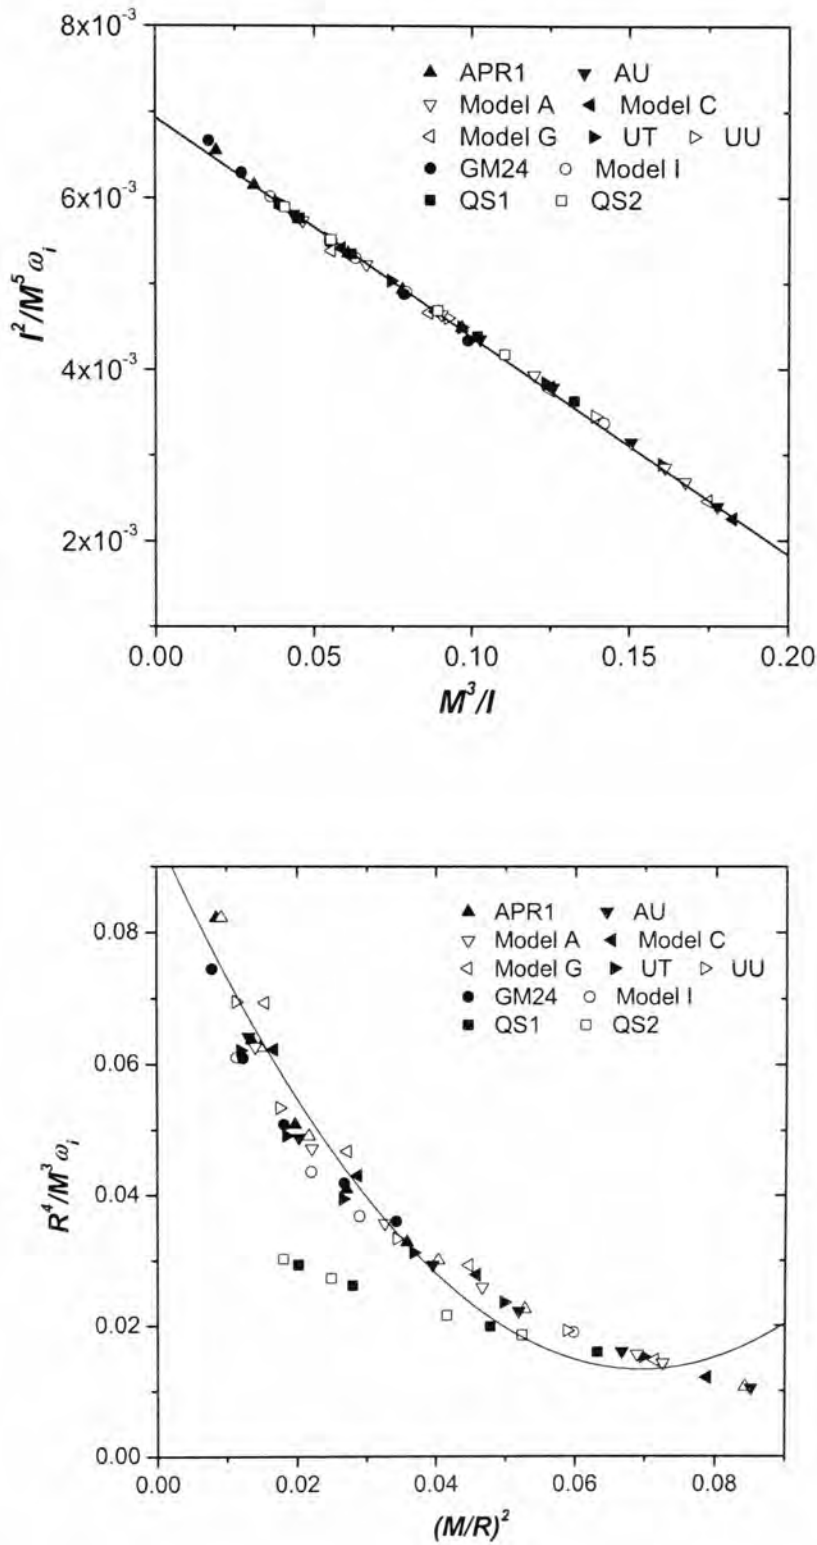 8x10⁻³
6x10⁻³
4x10⁻³
2x10⁻³
I²/M⁵ω_i
APR1 AU
Model A Model C
Model G UT UU
GM24 Model I
QS1 QS2
0.00 0.05 0.10 0.15 0.20
M³/I
0.08
0.06
0.04
0.02
0.00
R⁴/M³ω_i
APR1 AU
Model A Model C
Model G UT UU
GM24 Model I
QS1 QS2
0.00 0.02 0.04 0.06 0.08
(M/R)²